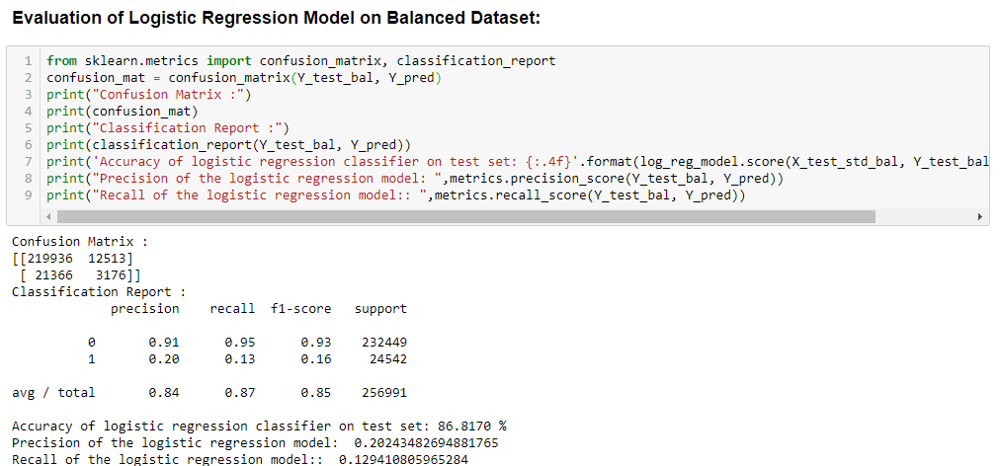 Evaluation of Logistic Regression Model on Balanced Dataset:
1 from sklearn.metrics import confusion_matrix, classification_report
2 confusion_mat = confusion_matrix(Y_test_bal, Y_pred)
3 print("Confusion Matrix :")
4 print(confusion_mat)
5 print("Classification Report :")
6 print(classification_report(Y_test_bal, Y_pred))
7 print('Accuracy of logistic regression classifier on test set: {:.4f}'.format(log_reg_model.score(X_test_std_bal, Y_test_bal
8 print("Precision of the logistic regression model: ",metrics.precision_score(Y_test_bal, Y_pred))
9 print("Recall of the logistic regression model:: ",metrics.recall_score(Y_test_bal, Y_pred))
Confusion Matrix :
[[219936 12513]
[ 21366 3176]]
Classification Report :
precision recall f1-score support
0 0.91 0.95 0.93 232449
1 0.20 0.13 0.16 24542
avg / total 0.84 0.87 0.85 256991
Accuracy of logistic regression classifier on test set: 86.8170 %
Precision of the logistic regression model: 0.20243482694881765
Recall of the logistic regression model:: 0.129410805965284